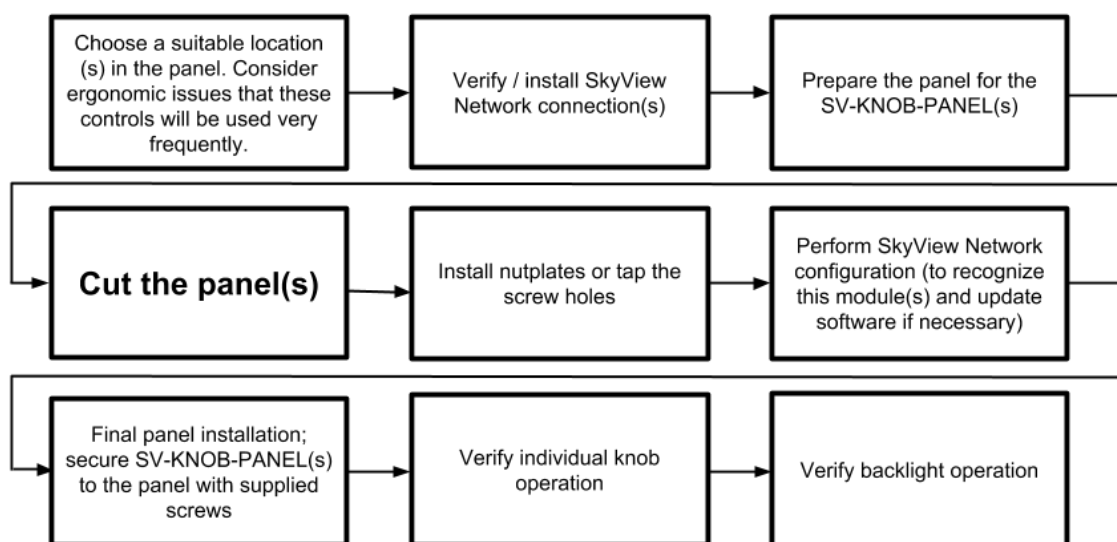 Choose a suitable location
(s) in the panel. Consider
ergonomic issues that these
controls will be used very
frequently.
Verify / install SkyView
Network connection(s)
Prepare the panel for the
SV-KNOB-PANEL(s)
Cut the panel(s)
Install nutplates or tap the
screw holes
Perform SkyView Network
configuration (to recognize
this module(s) and update
software if necessary)
Final panel installation;
secure SV-KNOB-PANEL(s)
to the panel with supplied
screws
Verify individual knob
operation
Verify backlight operation